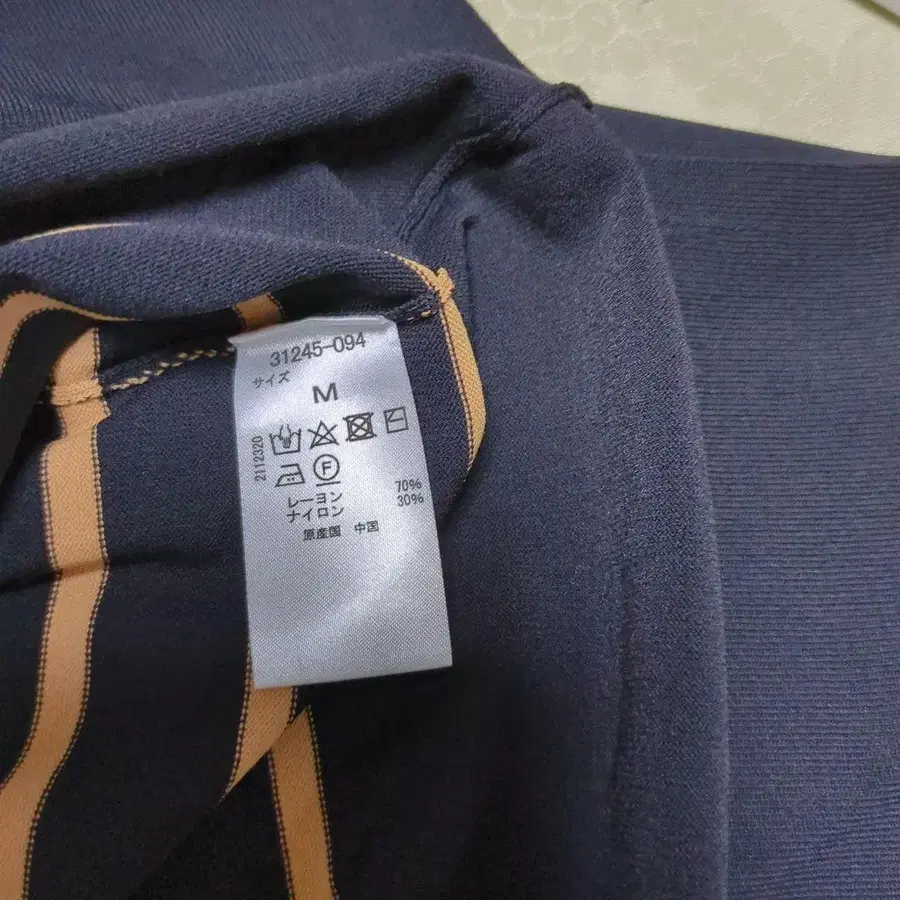 31245-094
サイズ
M
2112320
F
レーヨン 70%
ナイロン 30%
原産国 中国